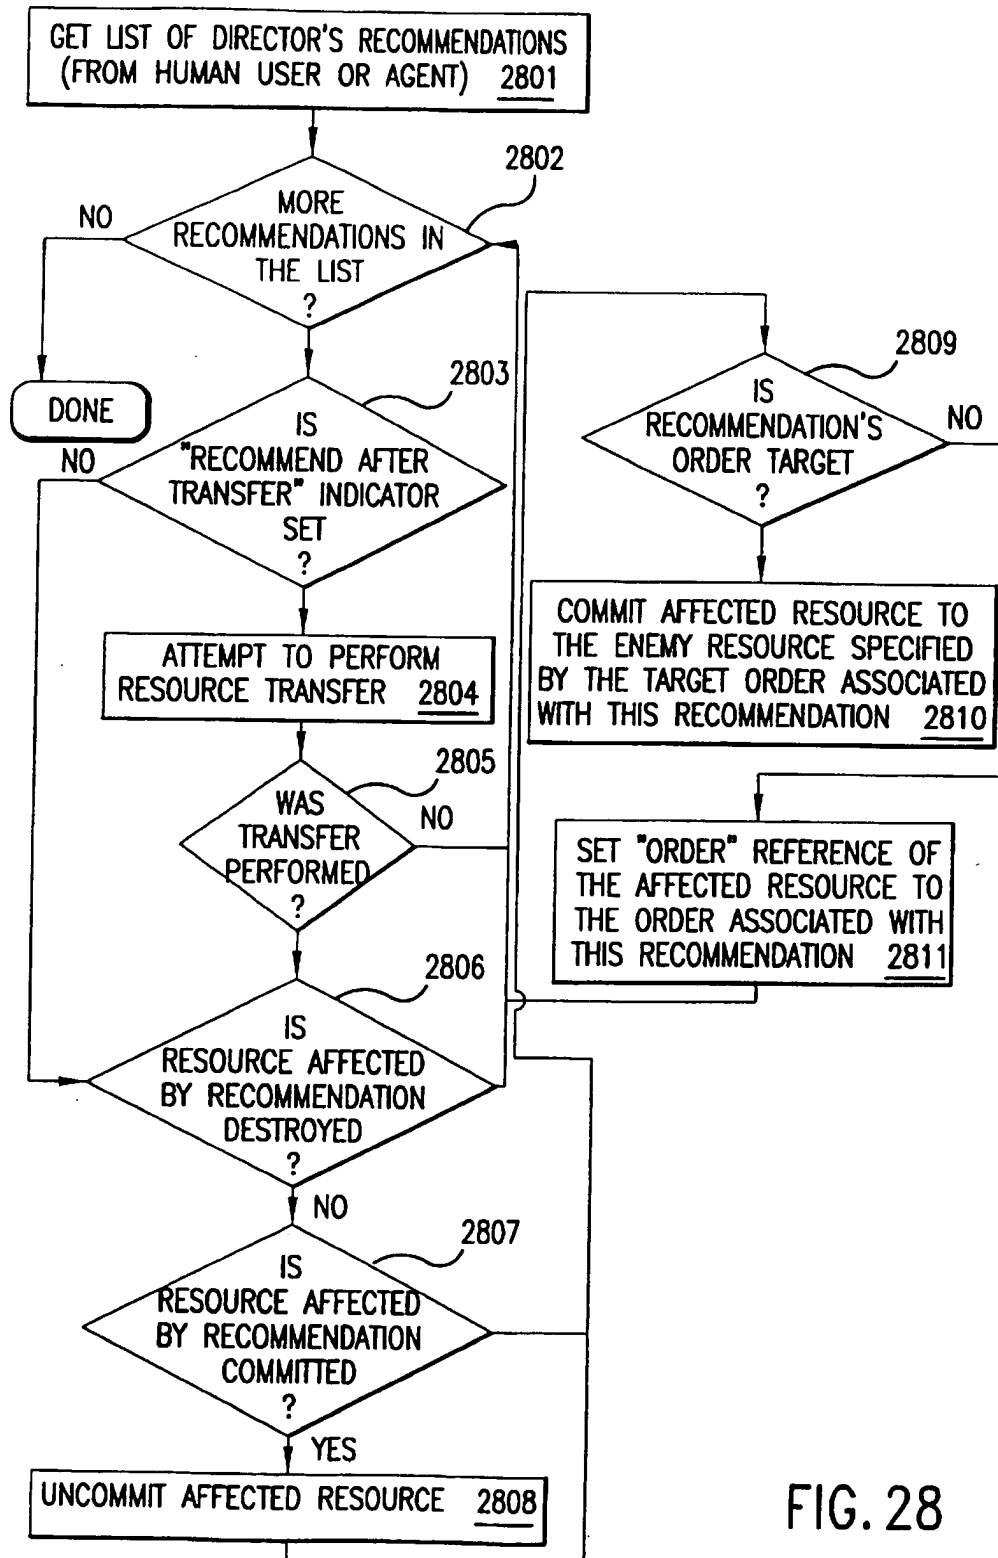 GET LIST OF DIRECTOR'S RECOMMENDATIONS
(FROM HUMAN USER OR AGENT) 2801
2802
MORE
RECOMMENDATIONS IN
THE LIST
?
NO
DONE
2803
IS
"RECOMMEND AFTER
TRANSFER" INDICATOR
SET
?
NO
ATTEMPT TO PERFORM
RESOURCE TRANSFER 2804
2805
WAS
TRANSFER
PERFORMED
?
NO
2806
IS
RESOURCE AFFECTED
BY RECOMMENDATION
DESTROYED
?
NO
2807
IS
RESOURCE AFFECTED
BY RECOMMENDATION
COMMITTED
?
YES
UNCOMMIT AFFECTED RESOURCE 2808
2809
IS
RECOMMENDATION'S
ORDER TARGET
?
NO
COMMIT AFFECTED RESOURCE TO
THE ENEMY RESOURCE SPECIFIED
BY THE TARGET ORDER ASSOCIATED
WITH THIS RECOMMENDATION 2810
SET "ORDER" REFERENCE OF
THE AFFECTED RESOURCE TO
THE ORDER ASSOCIATED WITH
THIS RECOMMENDATION 2811
FIG. 28